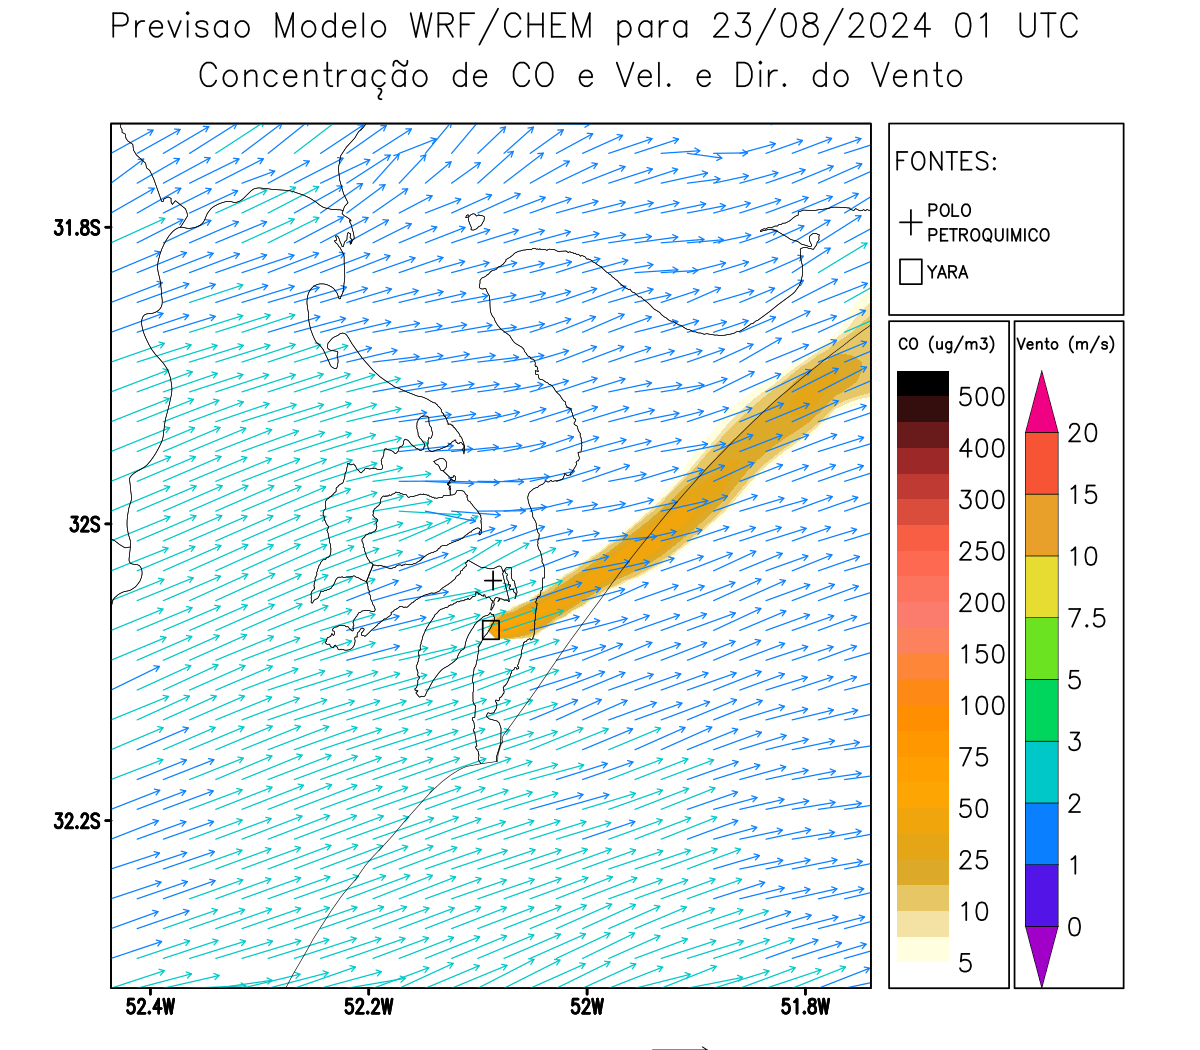 Previsao Modelo WRF/CHEM para 23/08/2024 01 UTC
Concentração de CO e Vel. e Dir. do Vento
FONTES:
POLO
PETROQUIMICO
YARA
CO (ug/m3)
500
400
300
250
200
150
100
75
50
25
10
5
Vento (m/s)
20
15
10
7.5
5
3
2
1
0
31.8S
32S
32.2S
52.4W
52.2W
52W
51.8W